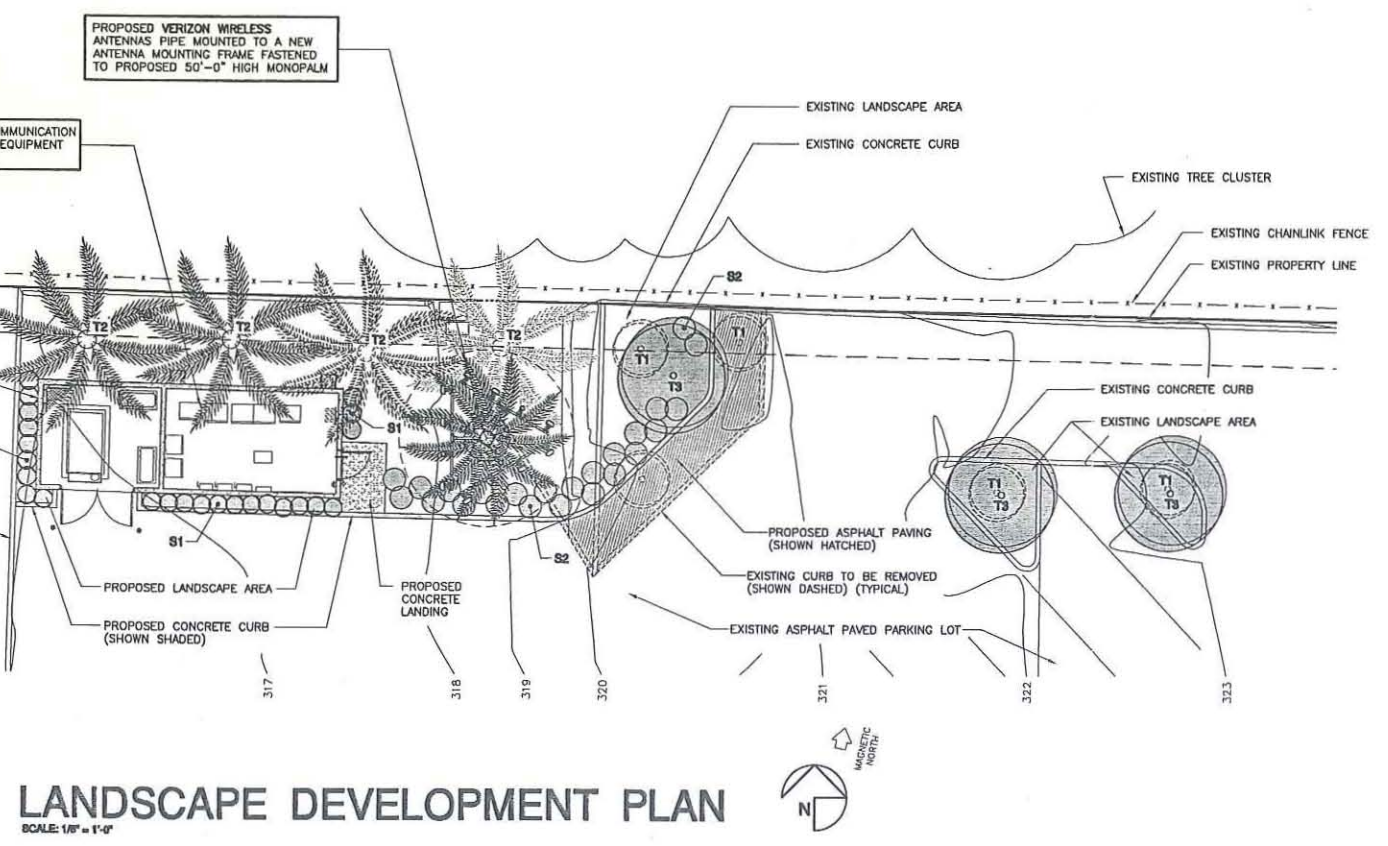 PROPOSED VERIZON WIRELESS
ANTENNAS PIPE MOUNTED TO A NEW
ANTENNA MOUNTING FRAME FASTENED
TO PROPOSED 50'-0" HIGH MONOPALM
MMUNICATION
EQUIPMENT
EXISTING LANDSCAPE AREA
EXISTING CONCRETE CURB
EXISTING TREE CLUSTER
EXISTING CHAINLINK FENCE
EXISTING PROPERTY LINE
S2
T2
T2
T2
T2
T1
T1
T3
EXISTING CONCRETE CURB
EXISTING LANDSCAPE AREA
S1
T1
T3
T1
T3
S1
S2
PROPOSED ASPHALT PAVING
(SHOWN HATCHED)
EXISTING CURB TO BE REMOVED
(SHOWN DASHED) (TYPICAL)
PROPOSED LANDSCAPE AREA
PROPOSED
CONCRETE
LANDING
PROPOSED CONCRETE CURB
(SHOWN SHADED)
EXISTING ASPHALT PAVED PARKING LOT
317
318
319
320
321
322
323
MAGNETIC
NORTH
N
LANDSCAPE DEVELOPMENT PLAN
SCALE: 1/8" = 1'-0"